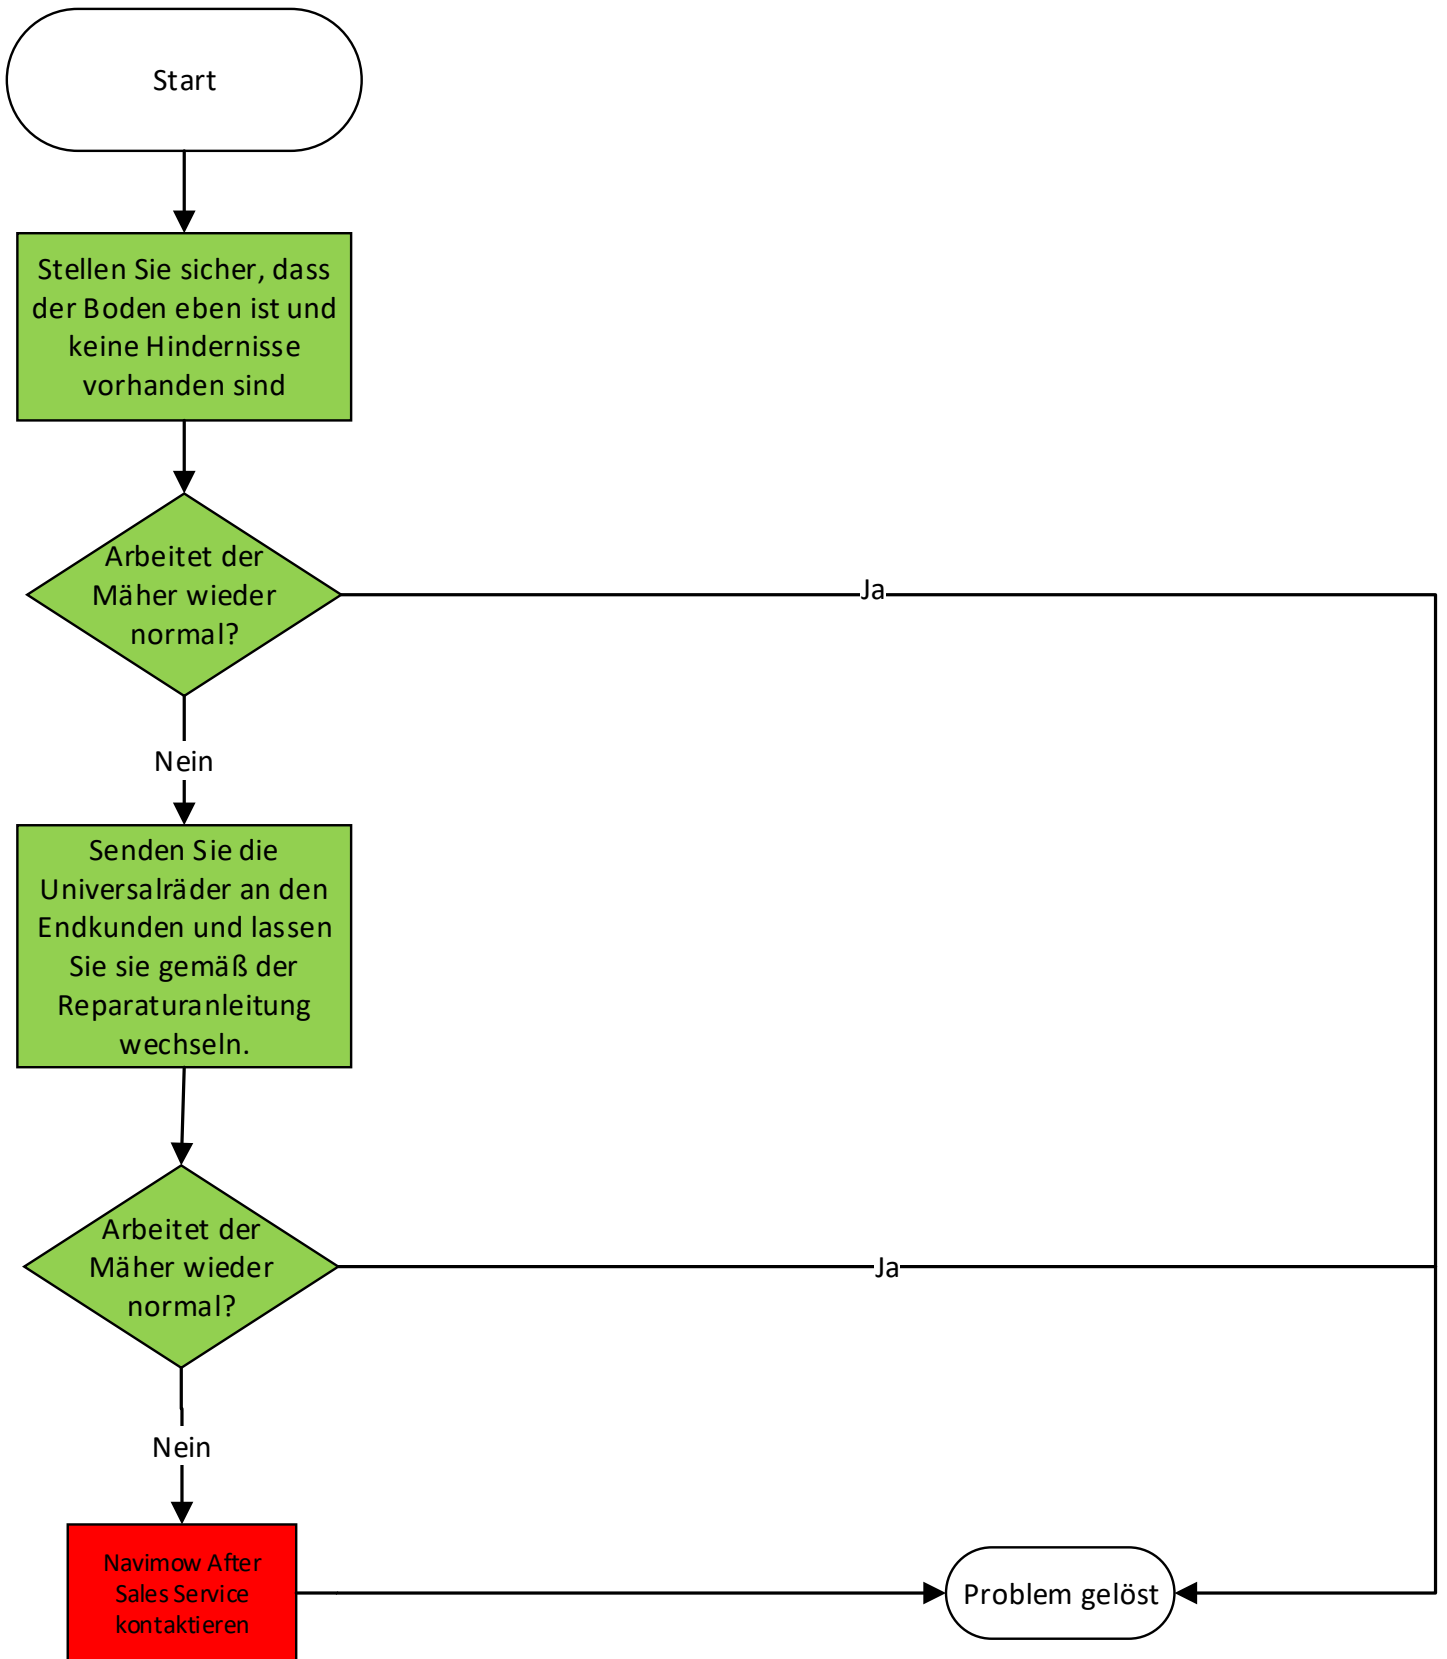 Start
Stellen Sie sicher, dass
der Boden eben ist und
keine Hindernisse
vorhanden sind
Arbeitet der
Mäher wieder
normal?
Ja
Nein
Senden Sie die
Universalräder an den
Endkunden und lassen
Sie sie gemäß der
Reparaturanleitung
wechseln.
Arbeitet der
Mäher wieder
normal?
Ja
Nein
Navimow After
Sales Service
kontaktieren
Problem gelöst